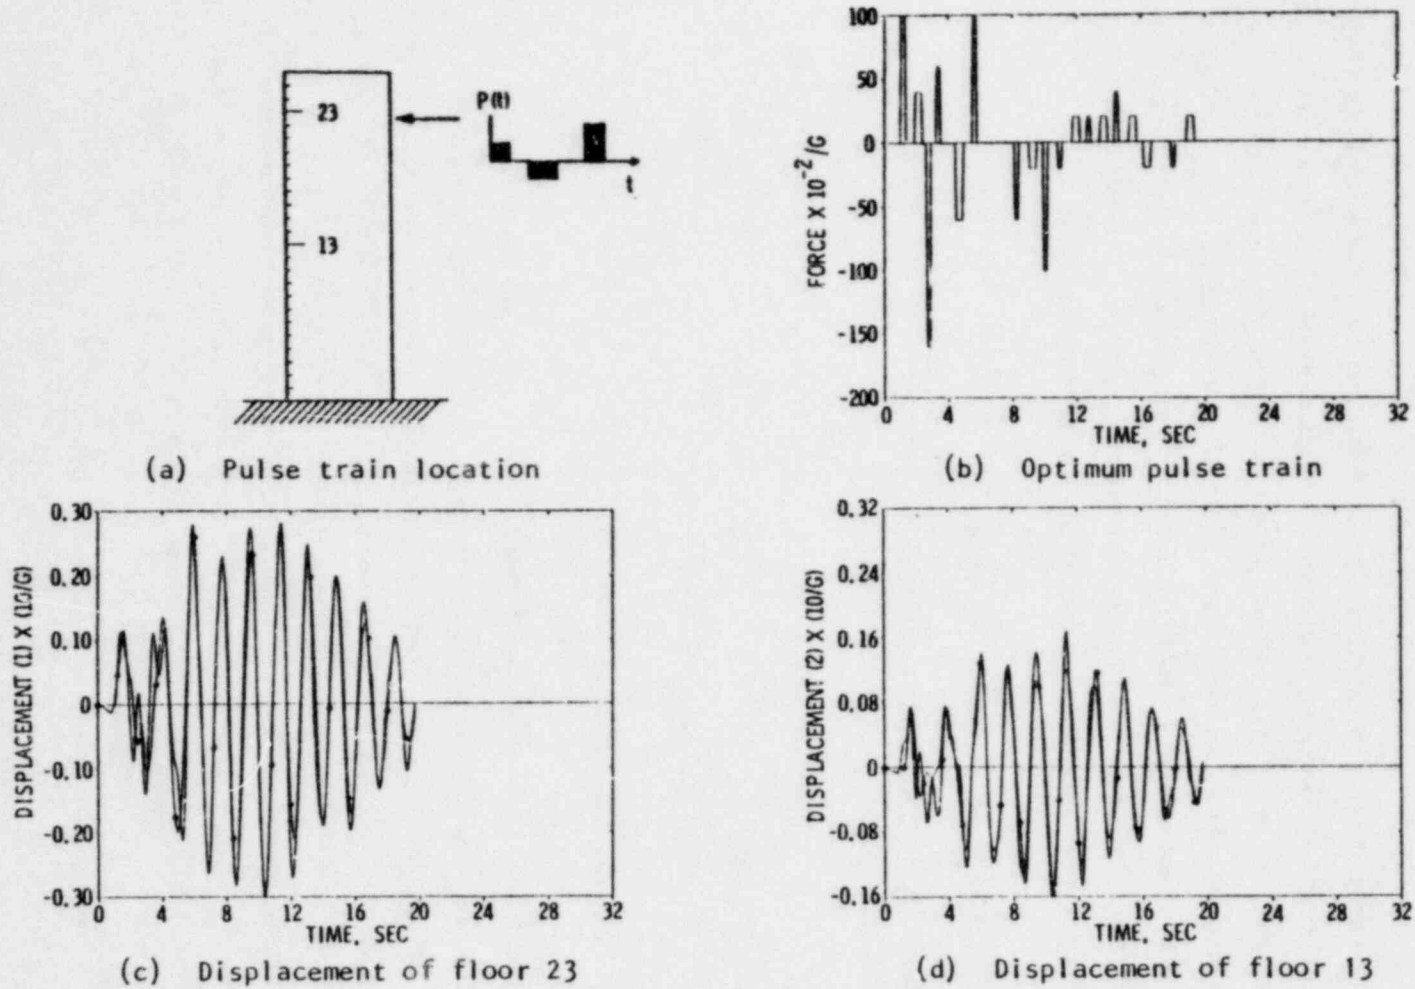 23
13
P(t)
t
(a) Pulse train location
100
50
0
-50
-100
-150
-200
FORCE X 10^-2/G
0 4 8 12 16 20 24 28 32
TIME, SEC
(b) Optimum pulse train
0.30
0.20
0.10
0
-0.10
-0.20
-0.30
DISPLACEMENT (1) X (10/G)
0 4 8 12 16 20 24 28 32
TIME, SEC
(c) Displacement of floor 23
0.32
0.24
0.16
0.08
0
-0.08
-0.16
DISPLACEMENT (2) X (10/G)
0 4 8 12 16 20 24 28 32
TIME, SEC
(d) Displacement of floor 13